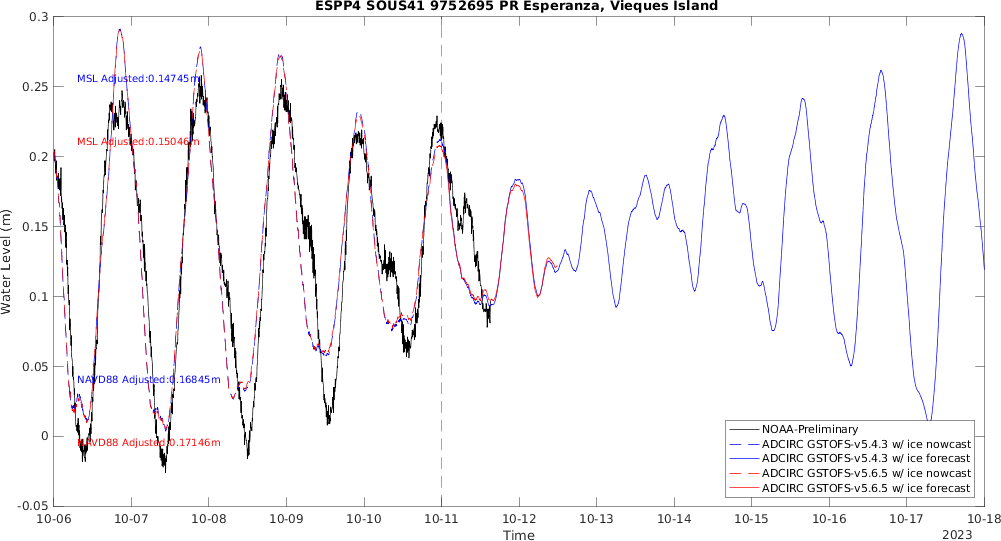 ESPP4 SOUS41 9752695 PR Esperanza, Vieques Island
0.3
0.25
0.2
0.15
0.1
0.05
0
-0.05
Water Level (m)
MSL Adjusted:0.14745m
MSL Adjusted:0.15046m
NAVD88 Adjusted:0.16845m
NAVD88 Adjusted:0.17146m
NOAA-Preliminary
ADCIRC GSTOFS-v5.4.3 w/ ice nowcast
ADCIRC GSTOFS-v5.4.3 w/ ice forecast
ADCIRC GSTOFS-v5.6.5 w/ ice nowcast
ADCIRC GSTOFS-v5.6.5 w/ ice forecast
10-06 10-07 10-08 10-09 10-10 10-11 10-12 10-13 10-14 10-15 10-16 10-17 10-18
Time
2023